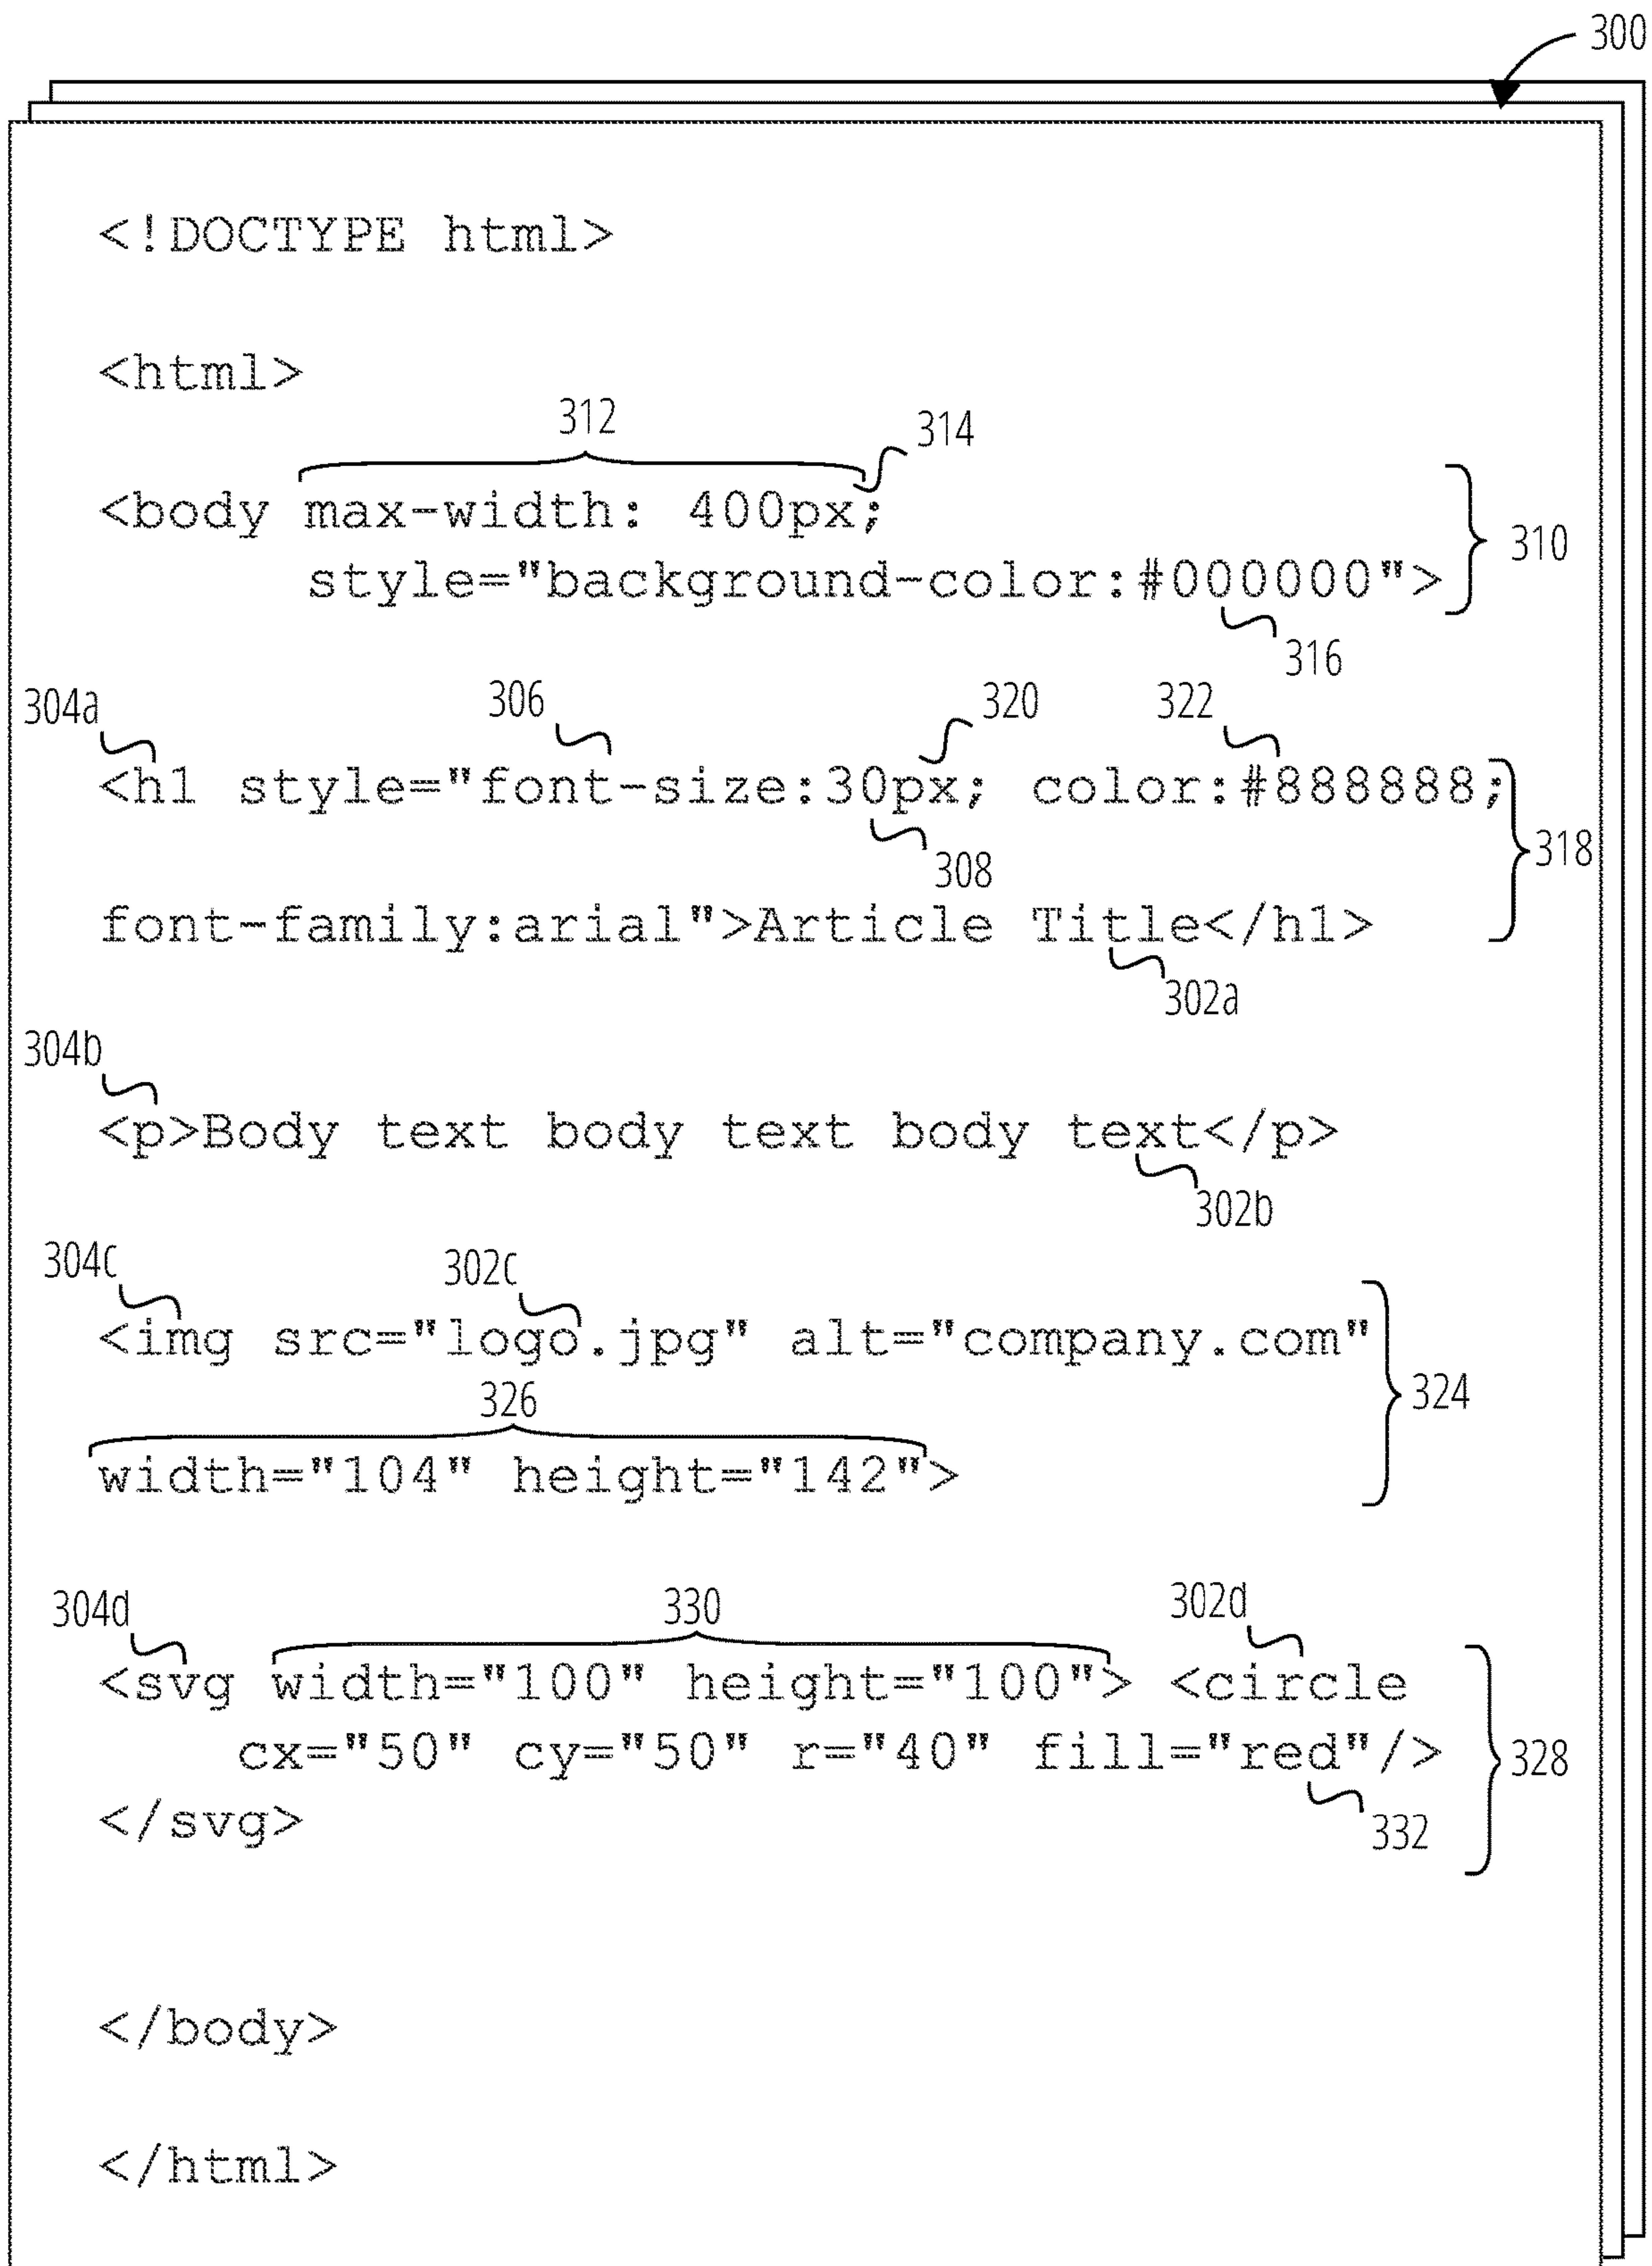 300
<!DOCTYPE html>
<html>
312
314
<body max-width: 400px;
310
style="background-color:#000000">
316
304a
306
320
322
<h1 style="font-size:30px; color:#888888;
308
318
font-family:arial">Article Title</h1>
302a
304b
<p>Body text body text body text</p>
302b
304c
302c
<img src="logo.jpg" alt="company.com"
326
324
width="104" height="142">
304d
330
302d
<svg width="100" height="100"> <circle
cx="50" cy="50" r="40" fill="red"/>
328
</svg>
332
</body>
</html>